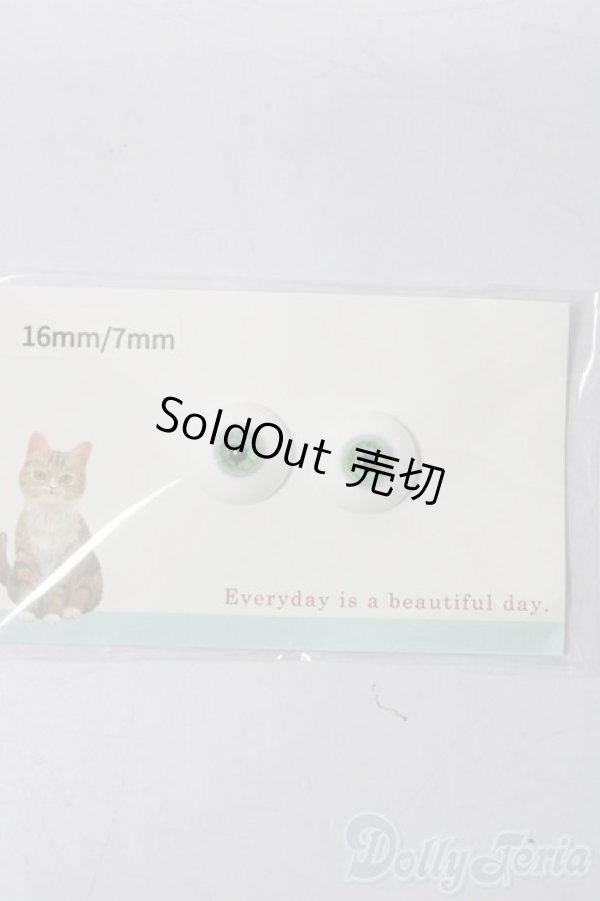 16mm/7mm
SoldOut 売切
Everyday is a beautiful day.
DollyTeria